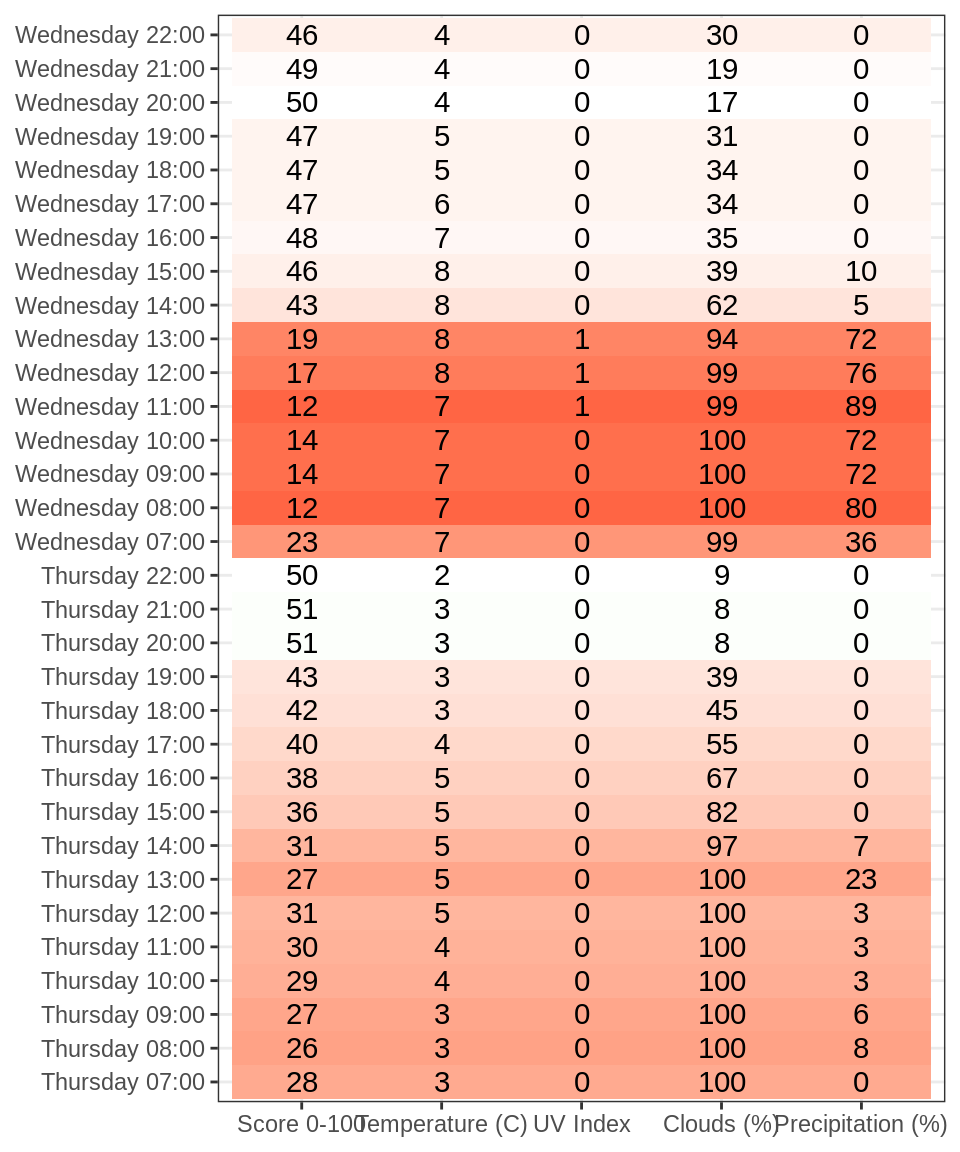 Wednesday 22:00 46 4 0 30 0
Wednesday 21:00 49 4 0 19 0
Wednesday 20:00 50 4 0 17 0
Wednesday 19:00 47 5 0 31 0
Wednesday 18:00 47 5 0 34 0
Wednesday 17:00 47 6 0 34 0
Wednesday 16:00 48 7 0 35 0
Wednesday 15:00 46 8 0 39 10
Wednesday 14:00 43 8 0 62 5
Wednesday 13:00 19 8 1 94 72
Wednesday 12:00 17 8 1 99 76
Wednesday 11:00 12 7 1 99 89
Wednesday 10:00 14 7 0 100 72
Wednesday 09:00 14 7 0 100 72
Wednesday 08:00 12 7 0 100 80
Wednesday 07:00 23 7 0 99 36
Thursday 22:00 50 2 0 9 0
Thursday 21:00 51 3 0 8 0
Thursday 20:00 51 3 0 8 0
Thursday 19:00 43 3 0 39 0
Thursday 18:00 42 3 0 45 0
Thursday 17:00 40 4 0 55 0
Thursday 16:00 38 5 0 67 0
Thursday 15:00 36 5 0 82 0
Thursday 14:00 31 5 0 97 7
Thursday 13:00 27 5 0 100 23
Thursday 12:00 31 5 0 100 3
Thursday 11:00 30 4 0 100 3
Thursday 10:00 29 4 0 100 3
Thursday 09:00 27 3 0 100 6
Thursday 08:00 26 3 0 100 8
Thursday 07:00 28 3 0 100 0
Score 0-100 Temperature (C) UV Index Clouds (%) Precipitation (%)